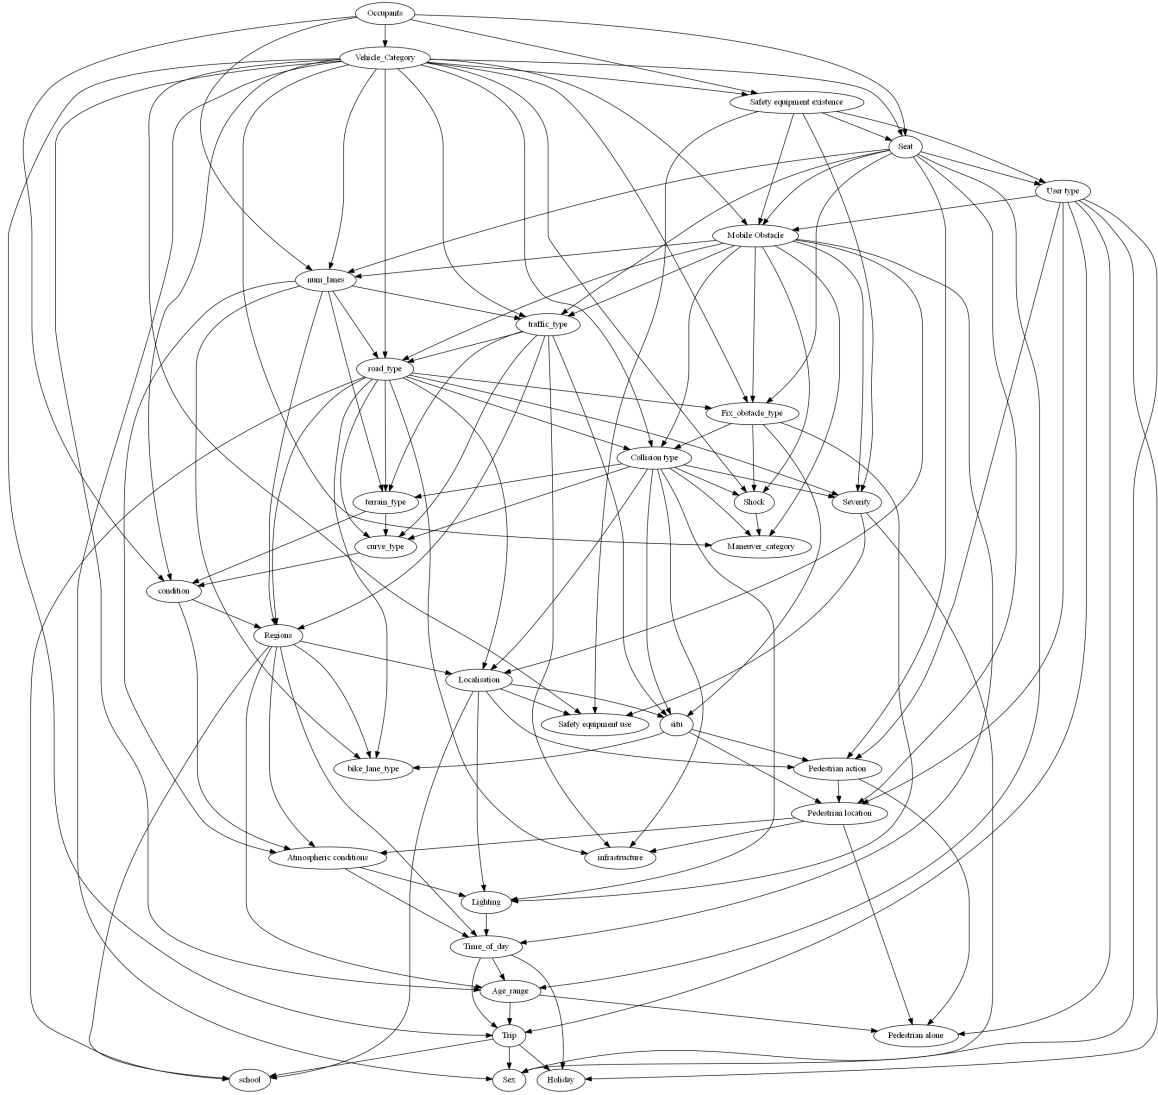 Occupants
Vehicle_Category
Safety equipment existence
Seat
User type
Mobile Obstacle
num_lanes
traffic_type
road_type
Fix_obstacle_type
Collision type
terrain_type
Shock
Severity
curve_type
Maneuver_category
condition
Regions
Localisation
Safety equipment use
situ
bike_lane_type
Pedestrian action
Pedestrian location
Atmospheric conditions
infrastructure
Lighting
Time_of_day
Age_range
Trip
Pedestrian alone
school
Sex
Holiday